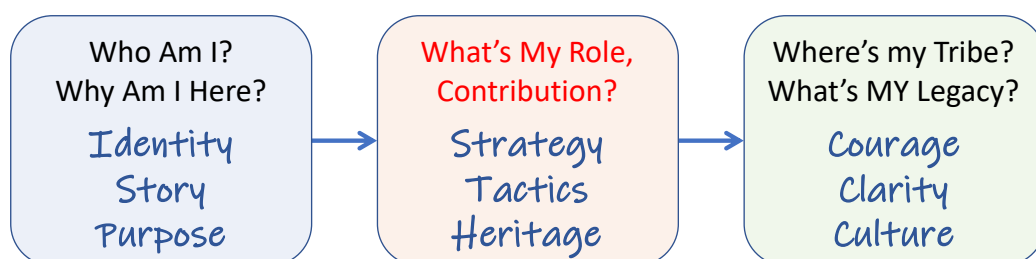 Who Am I?
Why Am I Here?
Identity
Story
Purpose
What’s My Role,
Contribution?
Strategy
Tactics
Heritage
Where’s my Tribe?
What’s MY Legacy?
Courage
Clarity
Culture